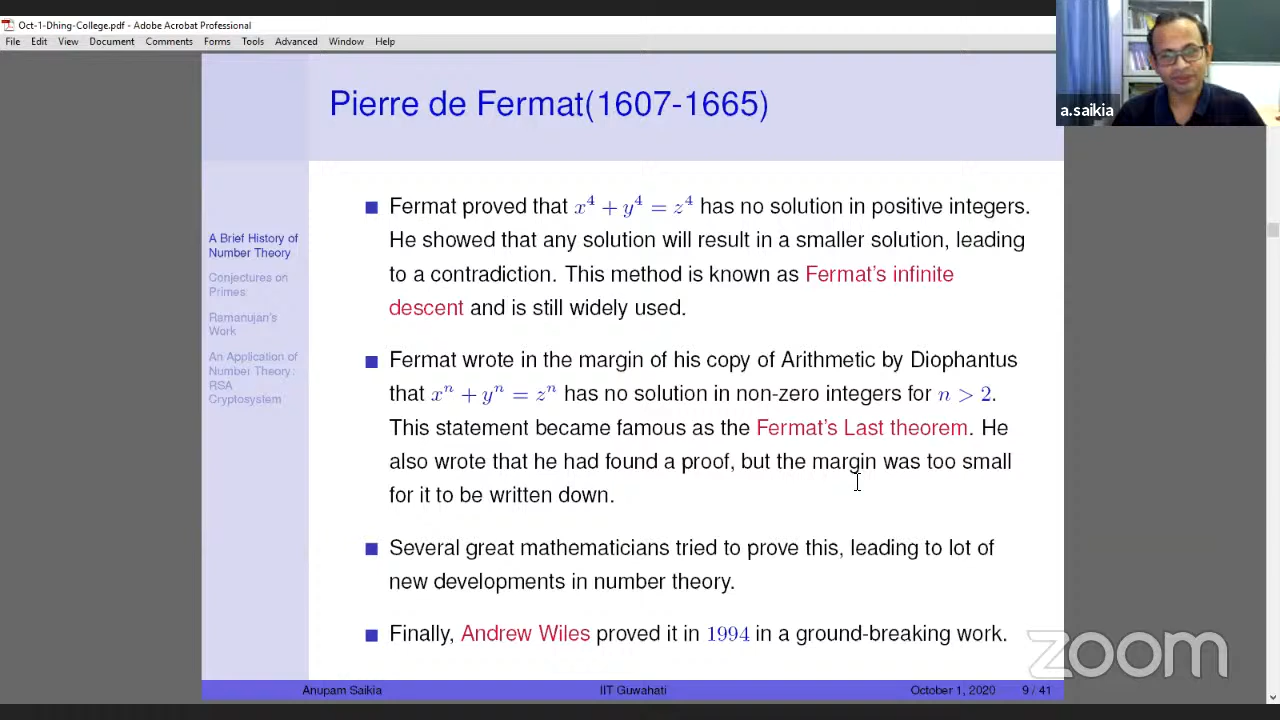 Oct-1-Dhing-College.pdf - Adobe Acrobat Professional
File Edit View Document Comments Forms Tools Advanced Window Help
a.saikia
Pierre de Fermat(1607-1665)
A Brief History of
Number Theory
Conjectures on
Primes
Ramanujan's
Work
An Application of
Number Theory:
RSA
Cryptosystem
■ Fermat proved that x⁴ + y⁴ = z⁴ has no solution in positive integers.
He showed that any solution will result in a smaller solution, leading
to a contradiction. This method is known as Fermat's infinite
descent and is still widely used.
■ Fermat wrote in the margin of his copy of Arithmetic by Diophantus
that xⁿ + yⁿ = zⁿ has no solution in non-zero integers for n > 2.
This statement became famous as the Fermat's Last theorem. He
also wrote that he had found a proof, but the margin was too small
for it to be written down.
■ Several great mathematicians tried to prove this, leading to lot of
new developments in number theory.
■ Finally, Andrew Wiles proved it in 1994 in a ground-breaking work.
zoom
Anupam Saikia IIT Guwahati October 1, 2020 9 / 41